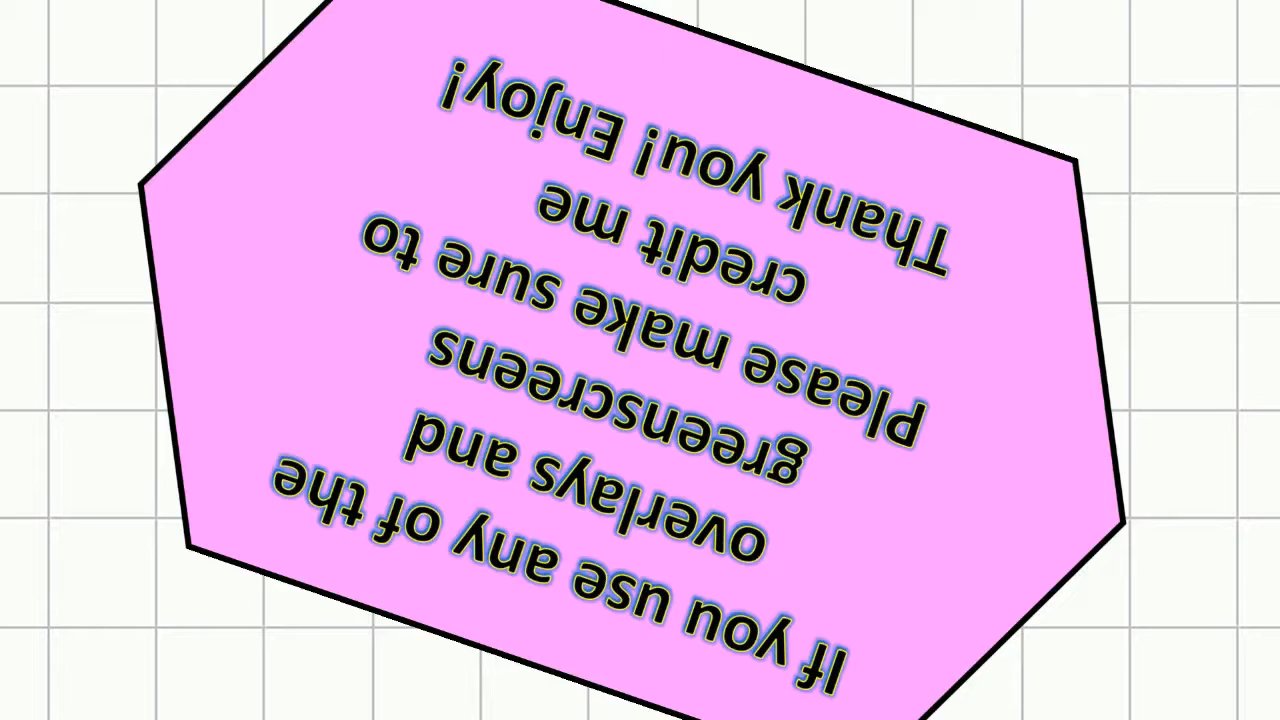 If you use any of the
overlays and
greenscreens
please make sure to
credit me
Thank you! Enjoy!